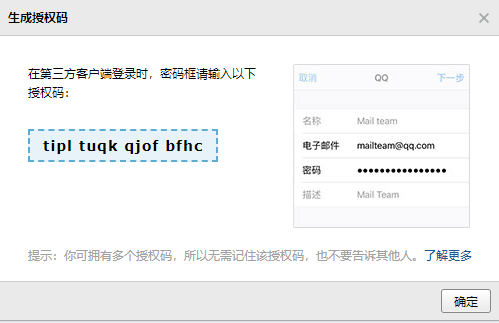 生成授权码
在第三方客户端登录时，密码框请输入以下
授权码：
tipl tuqk qjof bfhc
取消 QQ 下一步
名称 Mail team
电子邮件 mailteam@qq.com
密码 ●●●●●●●●●●●●●●●●
描述 Mail Team
提示：你可拥有多个授权码，所以无需记住该授权码，也不要告诉其他人。了解更多
确定